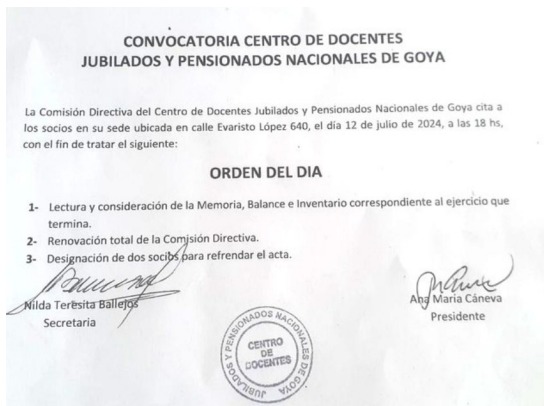 CONVOCATORIA CENTRO DE DOCENTES
JUBILADOS Y PENSIONADOS NACIONALES DE GOYA
La Comisión Directiva del Centro de Docentes Jubilados y Pensionados Nacionales de Goya cita a
los socios en su sede ubicada en calle Evaristo López 640, el día 12 de julio de 2024, a las 18 hs,
con el fin de tratar el siguiente:
ORDEN DEL DIA
1- Lectura y consideración de la Memoria, Balance e Inventario correspondiente al ejercicio que
termina.
2- Renovación total de la Comisión Directiva.
3- Designación de dos socios para refrendar el acta.
Nilda Teresita Ballejos
Secretaria
Ana María Cáneva
Presidente
JUBILADOS Y PENSIONADOS NACIONALES DE GOYA
CENTRO
DE
DOCENTES